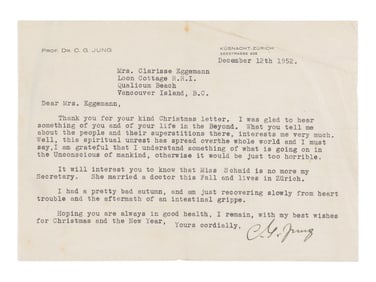 PROF. DR. C. G. JUNG
KÜSNACHT-ZÜRICH
SEESTRASSE 228
December 12th 1952.
Mrs. Clarisse Eggemann
Loon Cottage R.R.I.
Qualicum Beach
Vancouver Island, B.C.
Dear Mrs. Eggemann,
Thank you for your kind Christmas letter. I was glad to hear
something of you and of your life in the Beyond. What you tell me
about the people and their superstitions there, interests me very much.
Well, this spiritual unrest has spread overthe whole world and I must
say,I am grateful that I understand something of what is going on in
the Unconscious of mankind, otherwise it would be just too horrible.
It will interest you to know that Miss Schmid is no more my
Secretary. She married a doctor this Fall and lives in Zürich.
I had a pretty bad autumn, and am just recovering slowly from heart
trouble and the aftermath of an intestinal grippe.
Hoping you are always in good health, I remain, with my best wishes
for Christmas and the New Year,
Yours cordially.
C. G. Jung